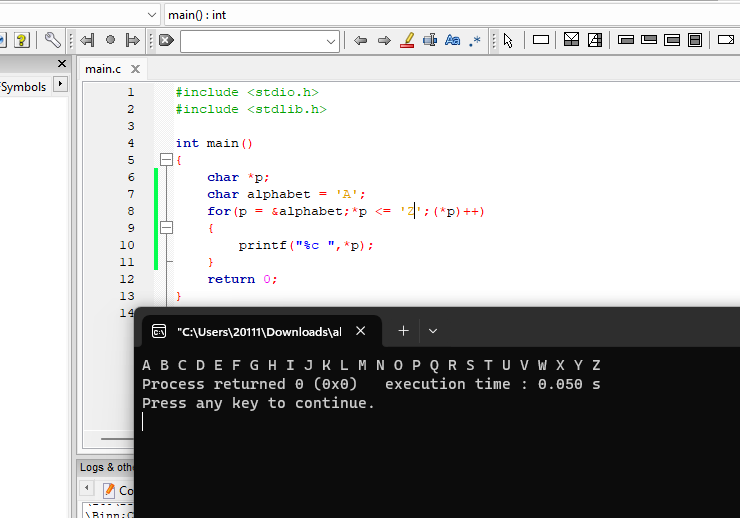 main() : int
Aa .*
main.c
Symbols
1 #include <stdio.h>
2 #include <stdlib.h>
3
4 int main()
5 {
6 char *p;
7 char alphabet = 'A';
8 for(p = &alphabet;*p <= 'Z';(*p)++)
9 {
10 printf("%c ",*p);
11 }
12 return 0;
13 }
14
"C:\Users\20111\Downloads\al
A B C D E F G H I J K L M N O P Q R S T U V W X Y Z
Process returned 0 (0x0)   execution time : 0.050 s
Press any key to continue.
Logs & othe
Co